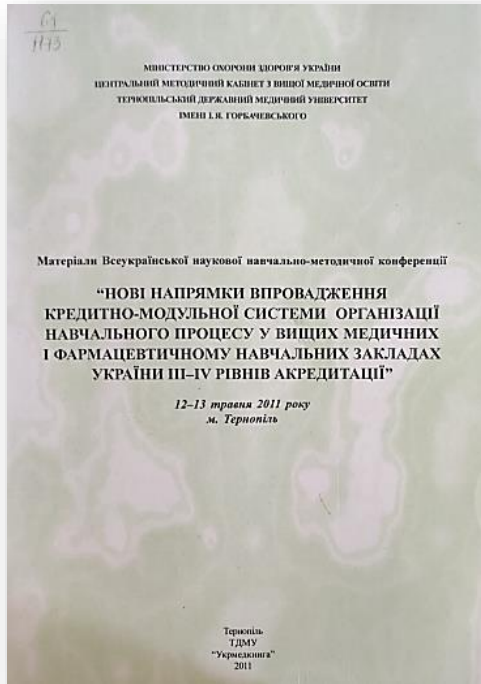 61
1173
МІНІСТЕРСТВО ОХОРОНИ ЗДОРОВ'Я УКРАЇНИ
ЦЕНТРАЛЬНИЙ МЕТОДИЧНИЙ КАБІНЕТ З ВИЩОЇ МЕДИЧНОЇ ОСВІТИ
ТЕРНОПІЛЬСЬКИЙ ДЕРЖАВНИЙ МЕДИЧНИЙ УНІВЕРСИТЕТ
ІМЕНІ І.Я. ГОРБАЧЕВСЬКОГО
Матеріали Всеукраїнської наукової навчально-методичної конференції
“НОВІ НАПРЯМКИ ВПРОВАДЖЕННЯ
КРЕДИТНО-МОДУЛЬНОЇ СИСТЕМИ ОРГАНІЗАЦІЇ
НАВЧАЛЬНОГО ПРОЦЕСУ У ВИЩИХ МЕДИЧНИХ
І ФАРМАЦЕВТИЧНОМУ НАВЧАЛЬНИХ ЗАКЛАДАХ
УКРАЇНИ III–IV РІВНІВ АКРЕДИТАЦІЇ”
12–13 травня 2011 року
м. Тернопіль
Тернопіль
ТДМУ
“Укрмедкнига”
2011